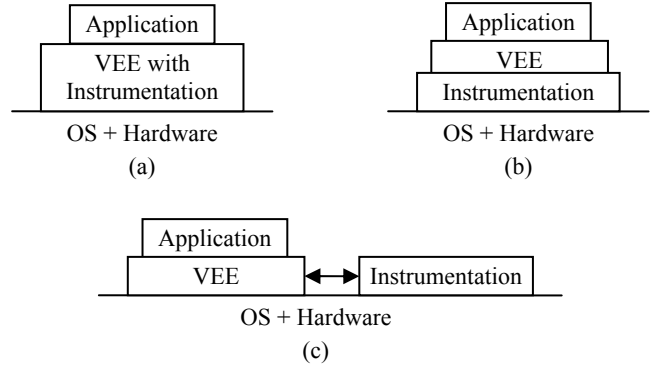 Application
VEE with
Instrumentation
OS + Hardware
(a)
Application
VEE
Instrumentation
OS + Hardware
(b)
Application
VEE
Instrumentation
OS + Hardware
(c)